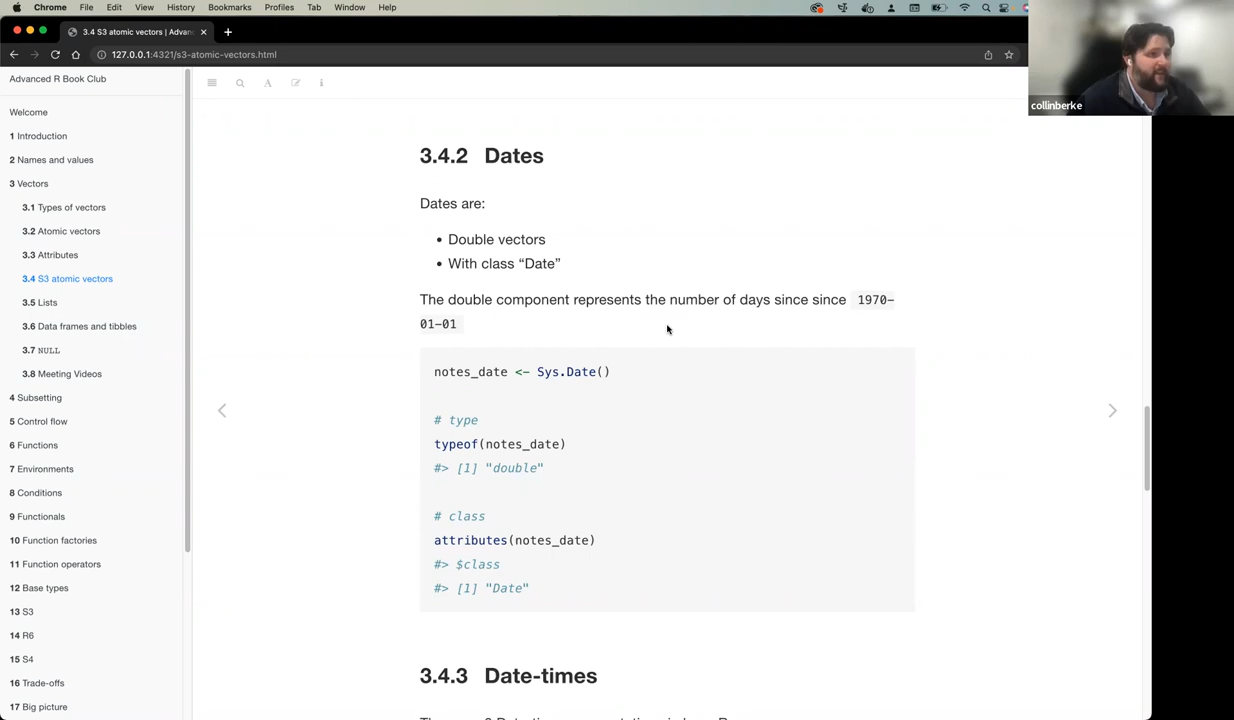 Chrome File Edit View History Bookmarks Profiles Tab Window Help
3.4 S3 atomic vectors | Advanc
127.0.0.1:4321/s3-atomic-vectors.html
collinberke
Advanced R Book Club
Welcome
1 Introduction
2 Names and values
3 Vectors
3.1 Types of vectors
3.2 Atomic vectors
3.3 Attributes
3.4 S3 atomic vectors
3.5 Lists
3.6 Data frames and tibbles
3.7 NULL
3.8 Meeting Videos
4 Subsetting
5 Control flow
6 Functions
7 Environments
8 Conditions
9 Functionals
10 Function factories
11 Function operators
12 Base types
13 S3
14 R6
15 S4
16 Trade-offs
17 Big picture
3.4.2 Dates
Dates are:
• Double vectors
• With class “Date”
The double component represents the number of days since since 1970-
01-01
notes_date <- Sys.Date()
# type
typeof(notes_date)
#> [1] "double"
# class
attributes(notes_date)
#> $class
#> [1] "Date"
3.4.3 Date-times